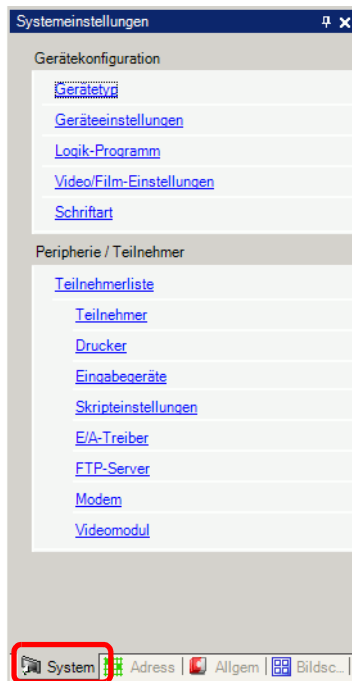 Systemeinstellungen
Gerätekonfiguration
Gerätetyp
Geräteeinstellungen
Logik-Programm
Video/Film-Einstellungen
Schriftart
Peripherie / Teilnehmer
Teilnehmerliste
Teilnehmer
Drucker
Eingabegeräte
Skripteinstellungen
E/A-Treiber
FTP-Server
Modem
Videomodul
System Adress Allgem Bildsc...